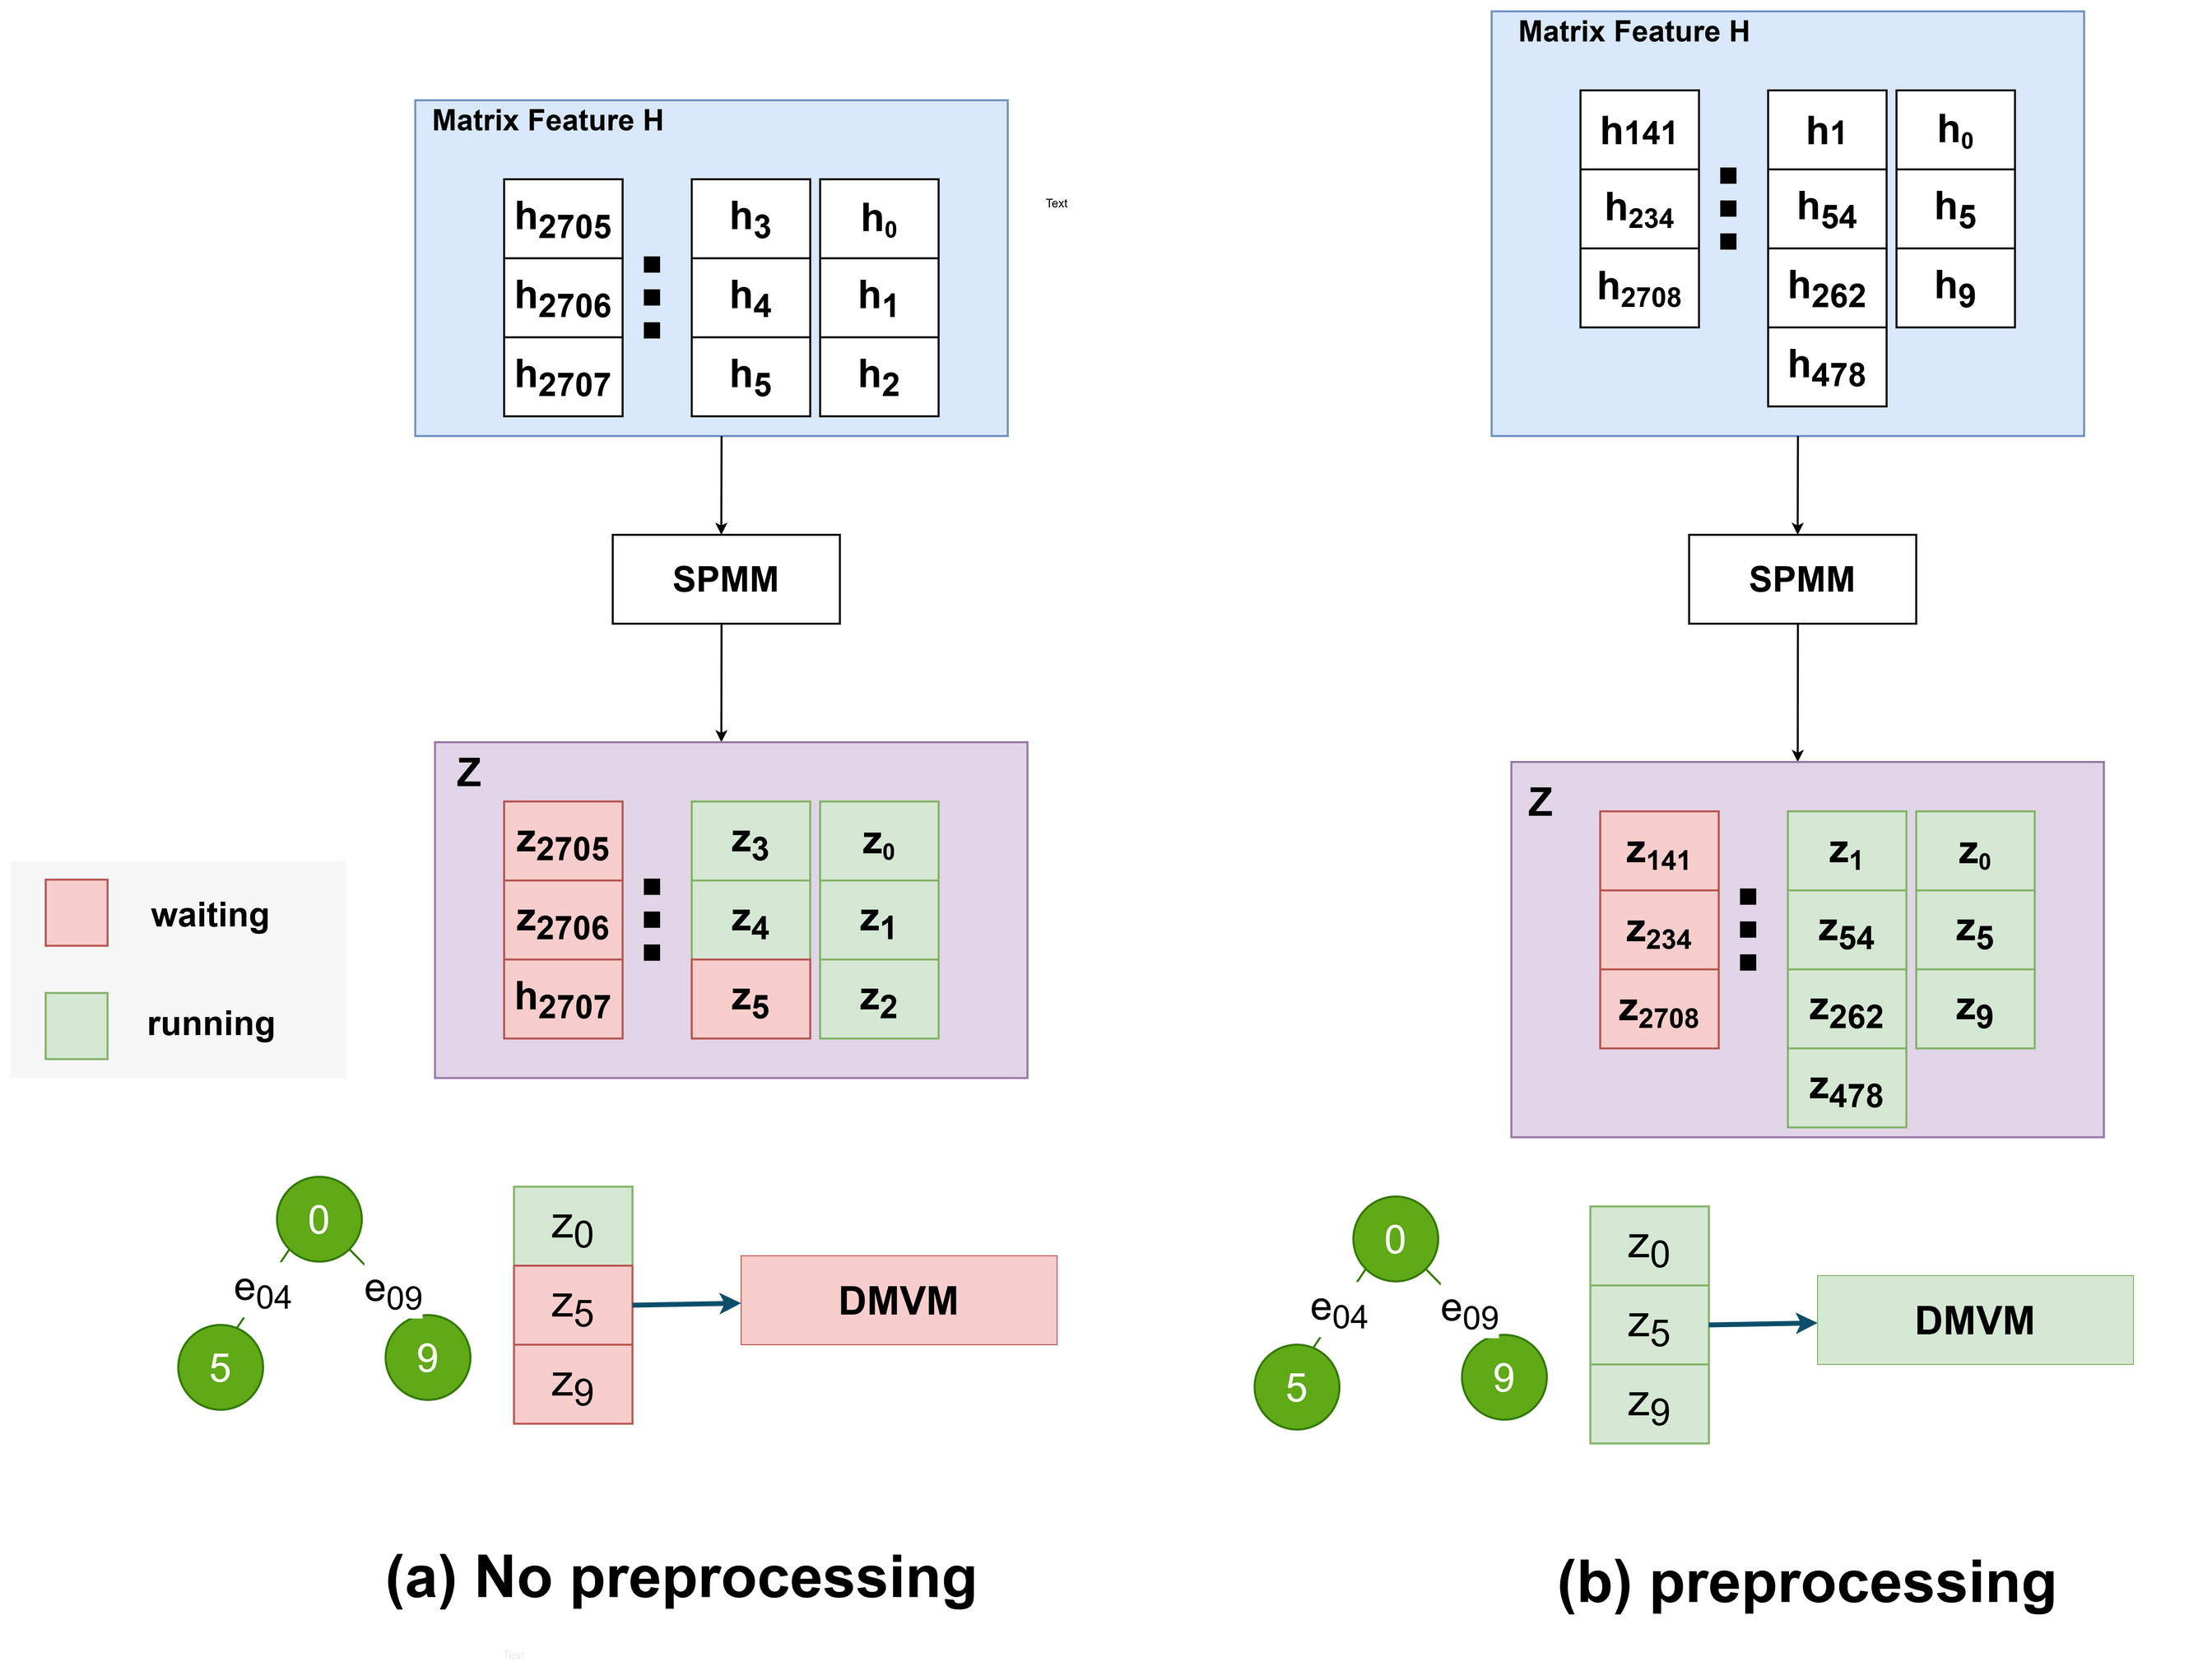 Matrix Feature H
h2705 h3 h0
h2706 h4 h1
h2707 h5 h2
Text
SPMM
Z
z2705 z3 z0
z2706 z4 z1
h2707 z5 z2
waiting
running
0
e04 e09
5 9
z0
z5
z9
DMVM
(a) No preprocessing
Text
Matrix Feature H
h141 h1 h0
h234 h54 h5
h2708 h262 h9
h478
SPMM
Z
z141 z1 z0
z234 z54 z5
z2708 z262 z9
z478
0
e04 e09
5 9
z0
z5
z9
DMVM
(b) preprocessing